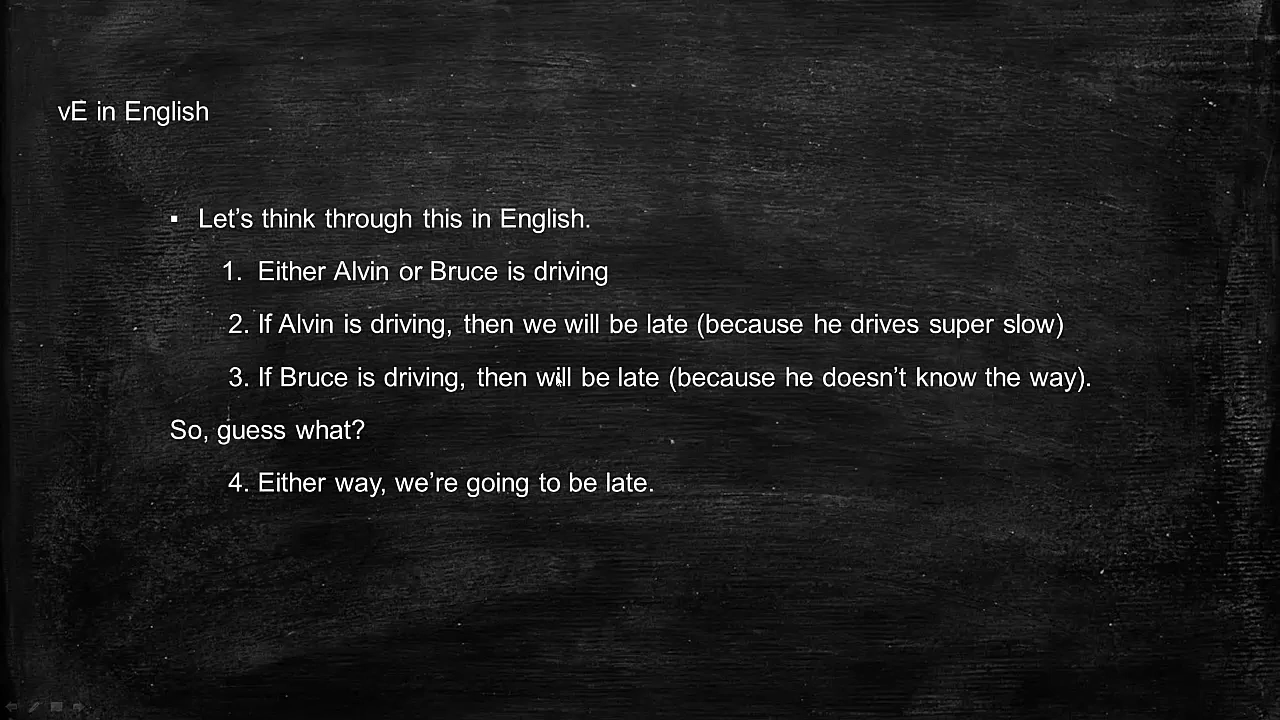 vE in English
▪ Let’s think through this in English.
1. Either Alvin or Bruce is driving
2. If Alvin is driving, then we will be late (because he drives super slow)
3. If Bruce is driving, then will be late (because he doesn’t know the way).
So, guess what?
4. Either way, we’re going to be late.